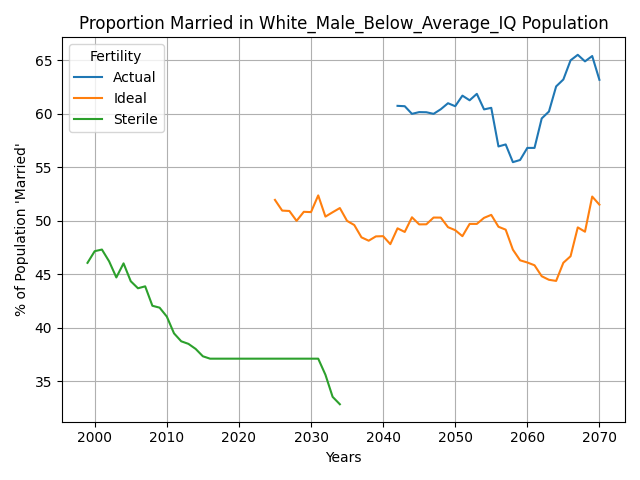 Proportion Married in White_Male_Below_Average_IQ Population
Fertility
Actual
Ideal
Sterile
% of Population 'Married'
65
60
55
50
45
40
35
2000 2010 2020 2030 2040 2050 2060 2070
Years